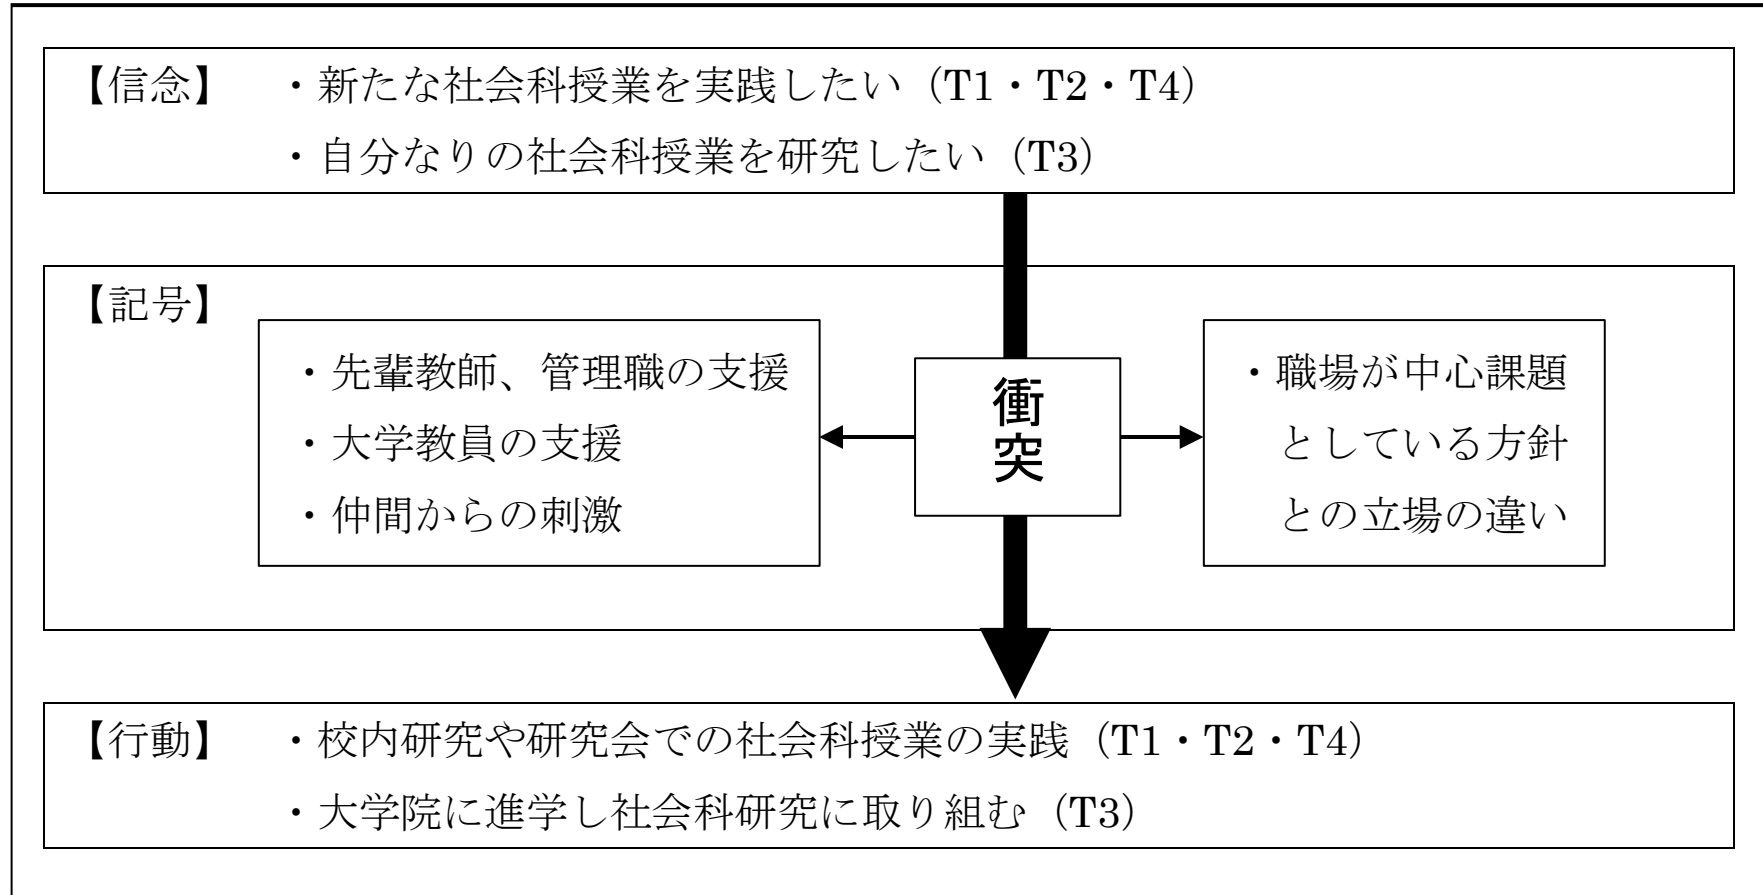 【信念】 ・新たな社会科授業を実践したい（T1・T2・T4）
・自分なりの社会科授業を研究したい（T3）
【記号】
・先輩教師、管理職の支援
・大学教員の支援
・仲間からの刺激
衝
突
・職場が中心課題
としている方針
との立場の違い
【行動】 ・校内研究や研究会での社会科授業の実践（T1・T2・T4）
・大学院に進学し社会科研究に取り組む（T3）